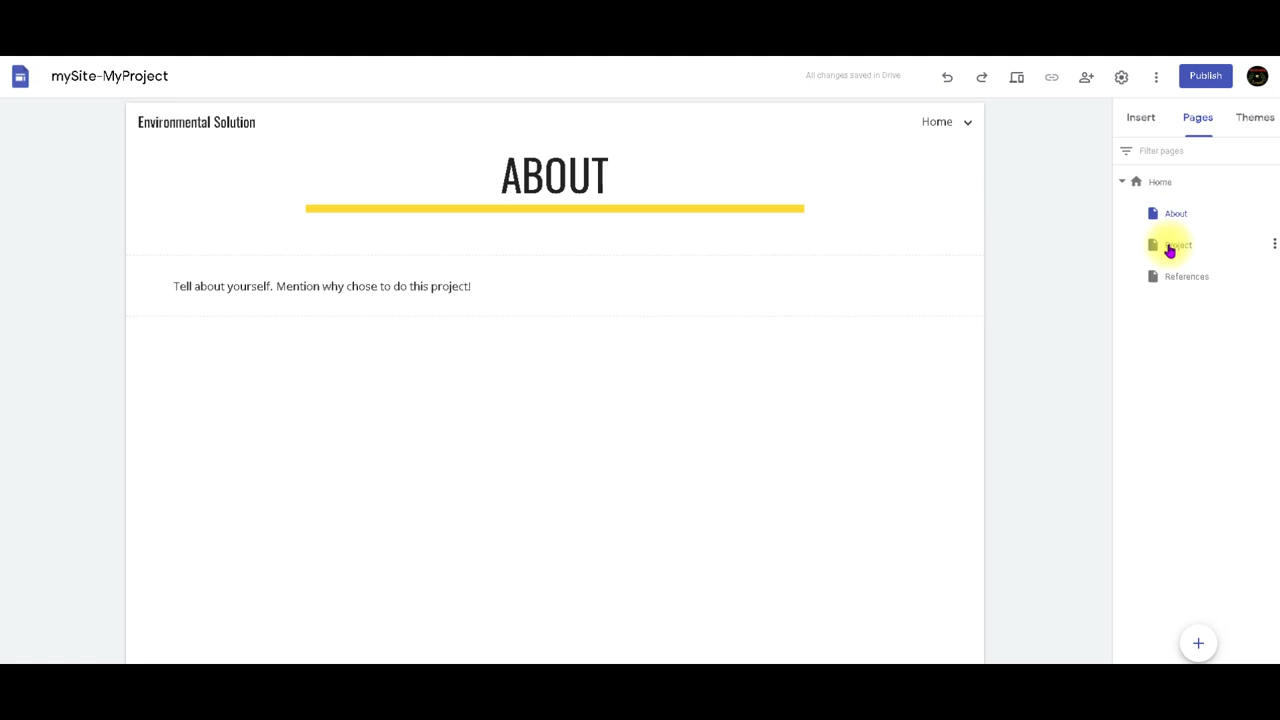 mySite-MyProject
All changes saved in Drive
Publish
Environmental Solution
Home
ABOUT
Tell about yourself. Mention why chose to do this project!
Insert
Pages
Themes
Filter pages
Home
About
Project
References